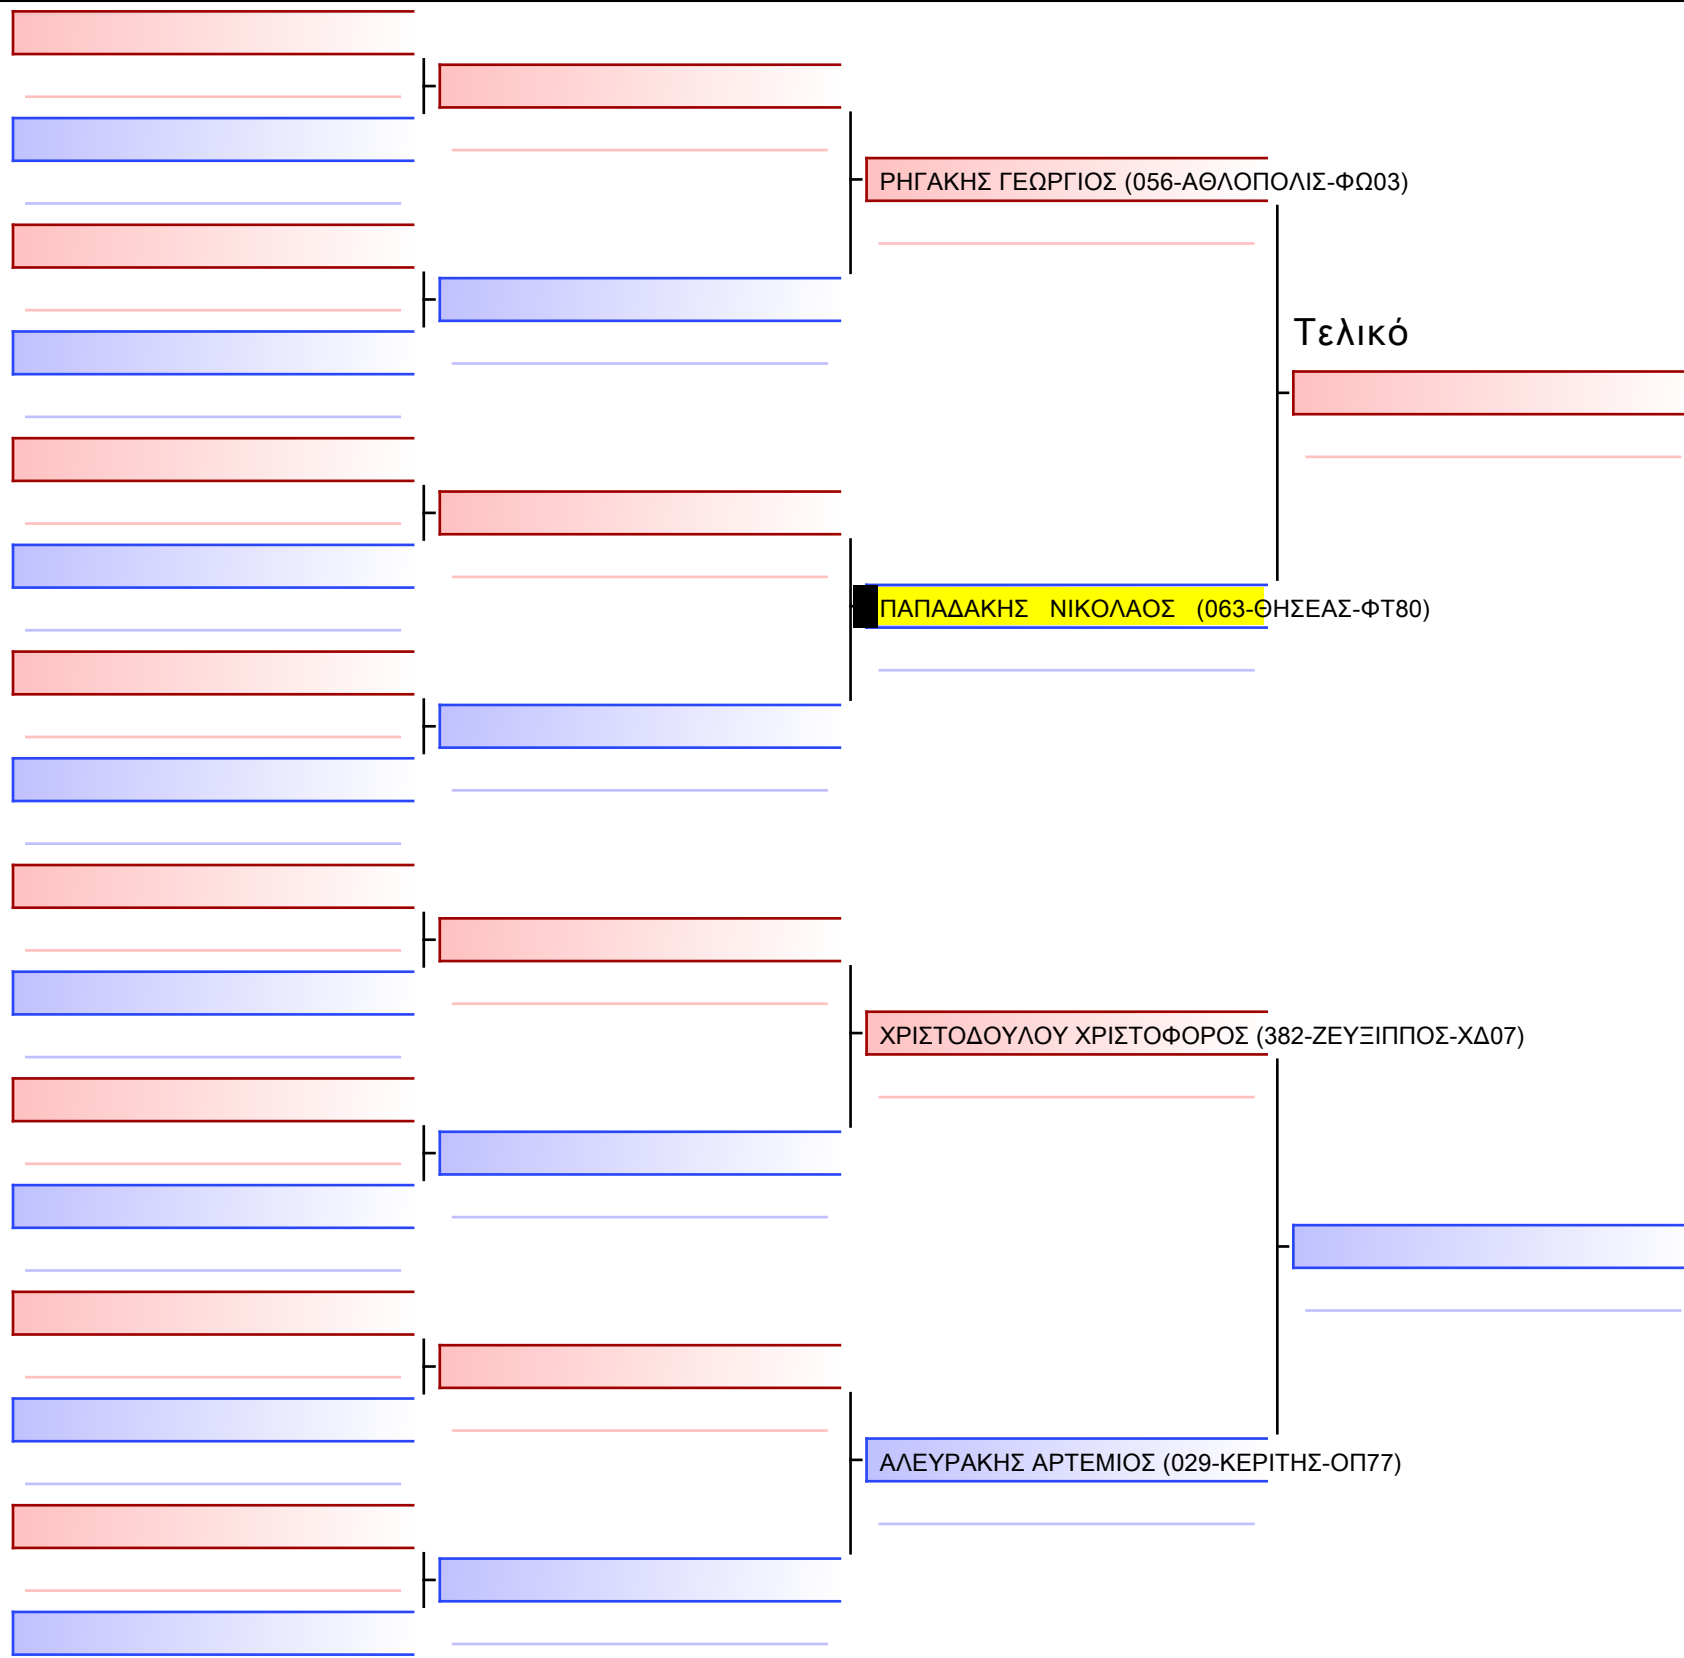 ΡΗΓΑΚΗΣ ΓΕΩΡΓΙΟΣ (056-ΑΘΛΟΠΟΛΙΣ-ΦΩ03)
Τελικό
ΠΑΠΑΔΑΚΗΣ ΝΙΚΟΛΑΟΣ (063-ΘΗΣΕΑΣ-ΦΤ80)
ΧΡΙΣΤΟΔΟΥΛΟΥ ΧΡΙΣΤΟΦΟΡΟΣ (382-ΖΕΥΞΙΠΠΟΣ-ΧΔ07)
ΑΛΕΥΡΑΚΗΣ ΑΡΤΕΜΙΟΣ (029-ΚΕΡΙΤΗΣ-ΟΠ77)